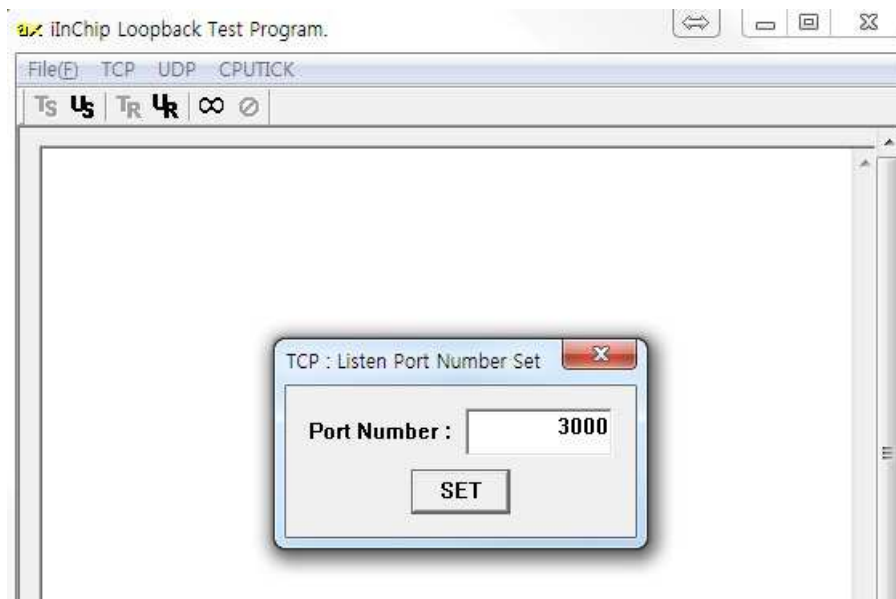 iInChip Loopback Test Program.
File(F) TCP UDP CPUTICK
TS US TR UR
TCP : Listen Port Number Set
Port Number : 3000
SET